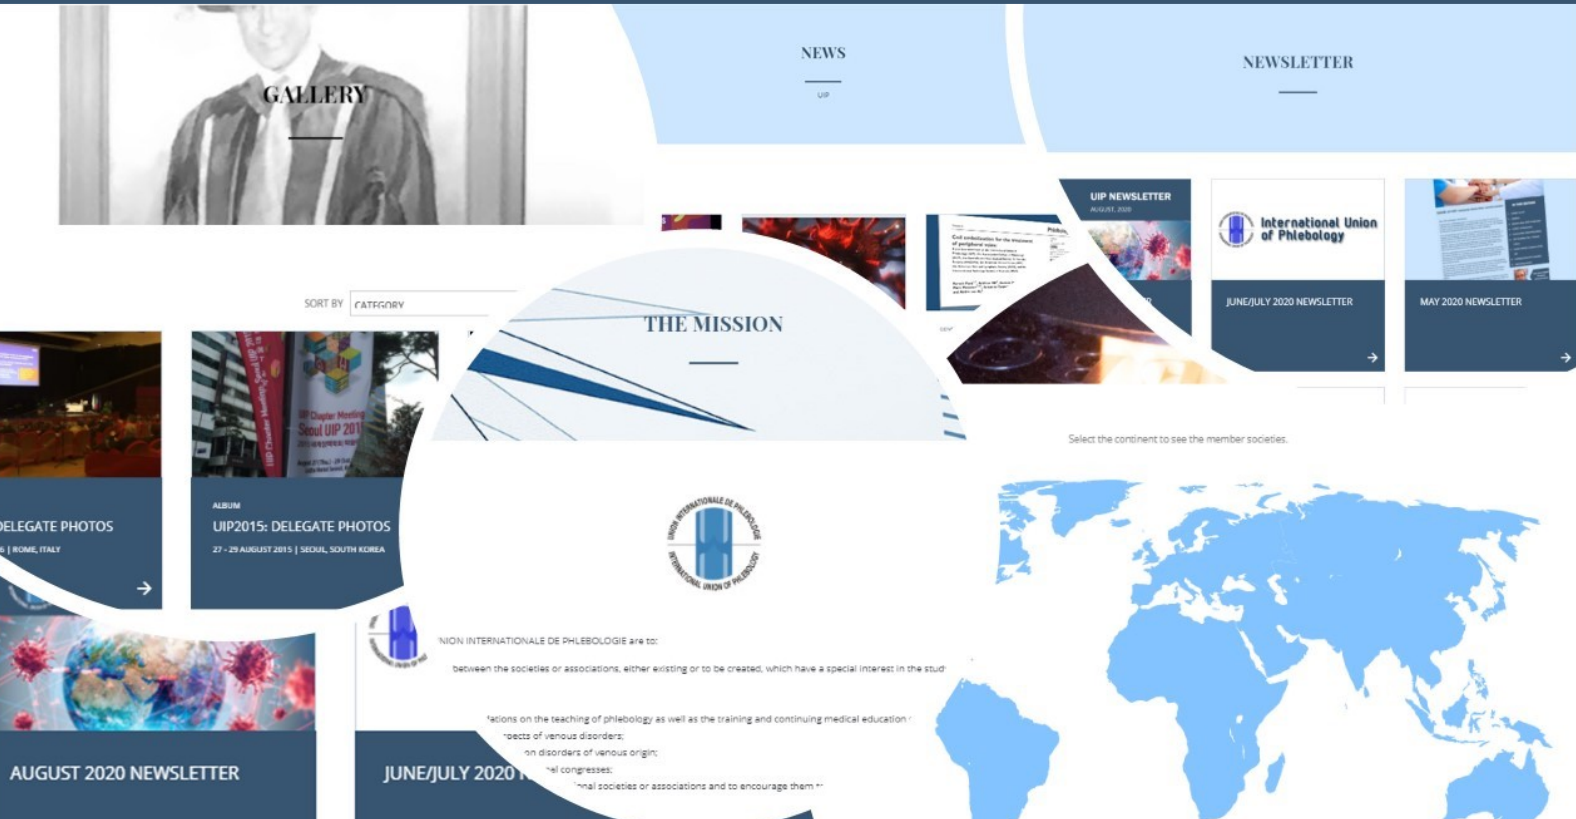 GALLERY
NEWS
UIP
NEWSLETTER
UIP NEWSLETTER
AUGUST, 2020
International Union
of Phlebology
JUNE/JULY 2020 NEWSLETTER
MAY 2020 NEWSLETTER
SORT BY CATEGORY
THE MISSION
UIP Chapter Meeting
Seoul UIP 2015
ALBUM
DELEGATE PHOTOS
UIP2015: DELEGATE PHOTOS
6 | ROME, ITALY
27 - 29 AUGUST 2015 | SEOUL, SOUTH KOREA
Select the continent to see the member societies.
UNION INTERNATIONALE DE PHLEBOLOGIE
INTERNATIONAL UNION OF PHLEBOLOGY
NION INTERNATIONALE DE PHLEBOLOGIE are to:
between the societies or associations, either existing or to be created, which have a special interest in the stud
ations on the teaching of phlebology as well as the training and continuing medical education
pects of venous disorders;
on disorders of venous origin;
congresses;
societies or associations and to encourage them
AUGUST 2020 NEWSLETTER
JUNE/JULY 2020